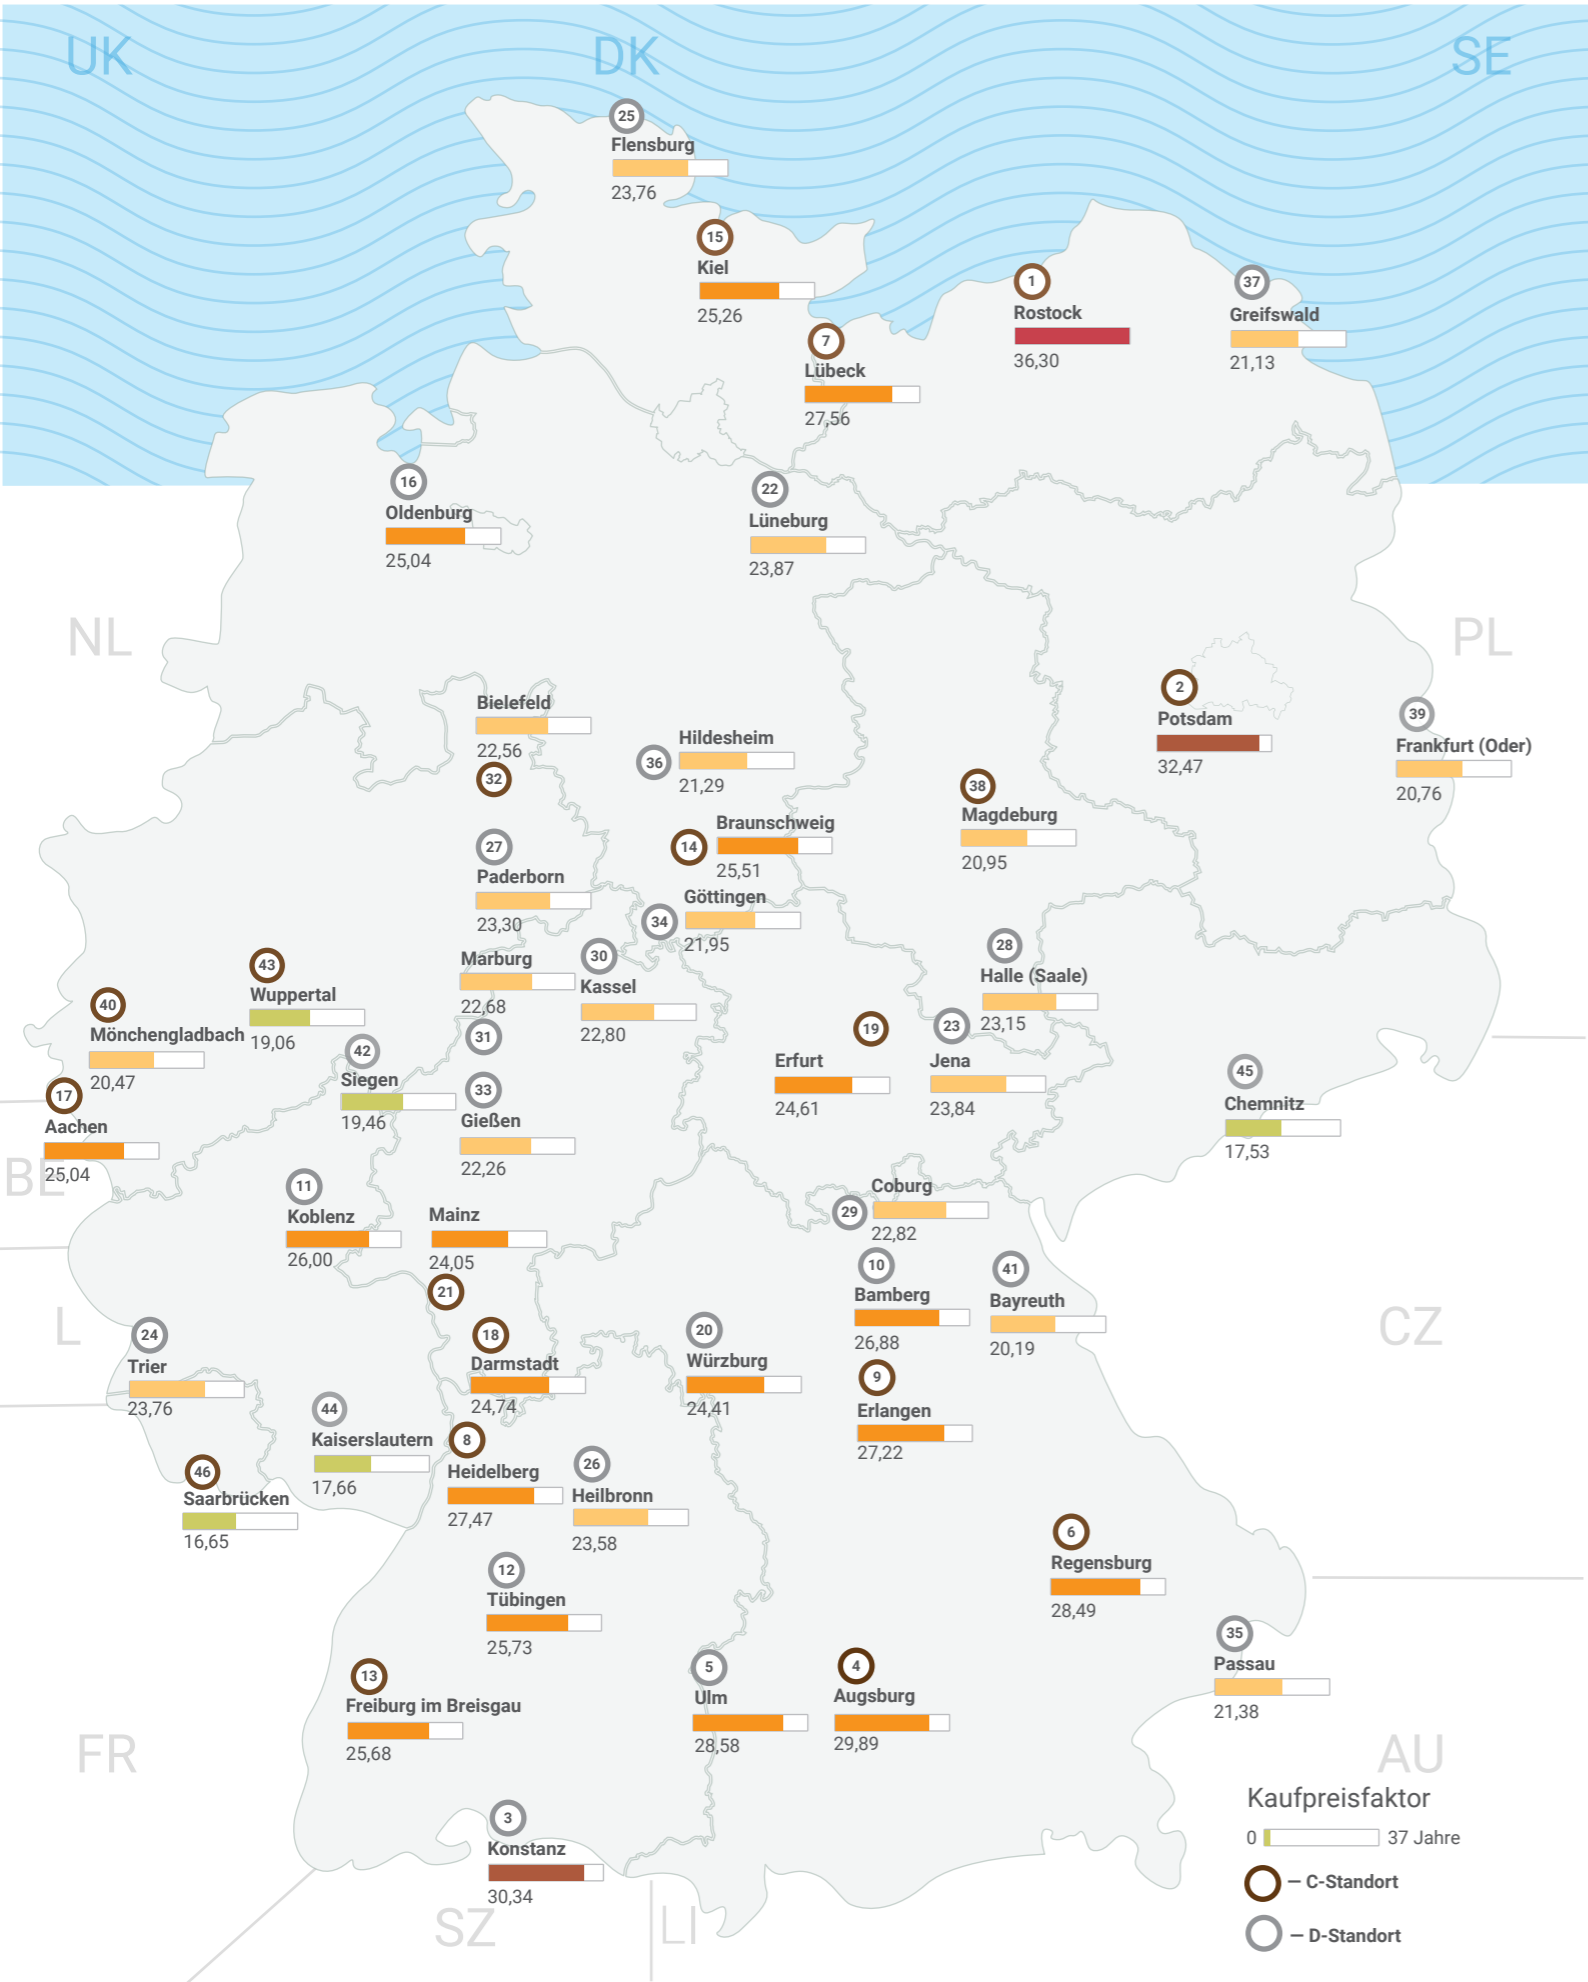 UK
DK
SE
25
Flensburg
23,76
15
Kiel
25,26
1
Rostock
36,30
37
Greifswald
21,13
7
Lübeck
27,56
16
Oldenburg
25,04
22
Lüneburg
23,87
NL
PL
Bielefeld
22,56
32
2
Potsdam
32,47
39
Frankfurt (Oder)
20,76
36
Hildesheim
21,29
38
Magdeburg
20,95
14
Braunschweig
25,51
27
Paderborn
23,30
34
Göttingen
21,95
28
Halle (Saale)
23,15
Marburg
22,68
31
30
Kassel
22,80
43
Wuppertal
19,06
40
Mönchengladbach
20,47
42
Siegen
19,46
33
Gießen
22,26
19
Erfurt
24,61
23
Jena
23,84
45
Chemnitz
17,53
17
Aachen
25,04
BE
11
Koblenz
26,00
Mainz
24,05
21
29
Coburg
22,82
10
Bamberg
26,88
41
Bayreuth
20,19
L
CZ
24
Trier
23,76
18
Darmstadt
24,74
20
Würzburg
24,41
9
Erlangen
27,22
44
Kaiserslautern
17,66
8
Heidelberg
27,47
26
Heilbronn
23,58
46
Saarbrücken
16,65
6
Regensburg
28,49
12
Tübingen
25,73
35
Passau
21,38
13
Freiburg im Breisgau
25,68
5
Ulm
28,58
4
Augsburg
29,89
FR
AU
3
Konstanz
30,34
SZ
LI
Kaufpreisfaktor
0 37 Jahre
– C-Standort
– D-Standort